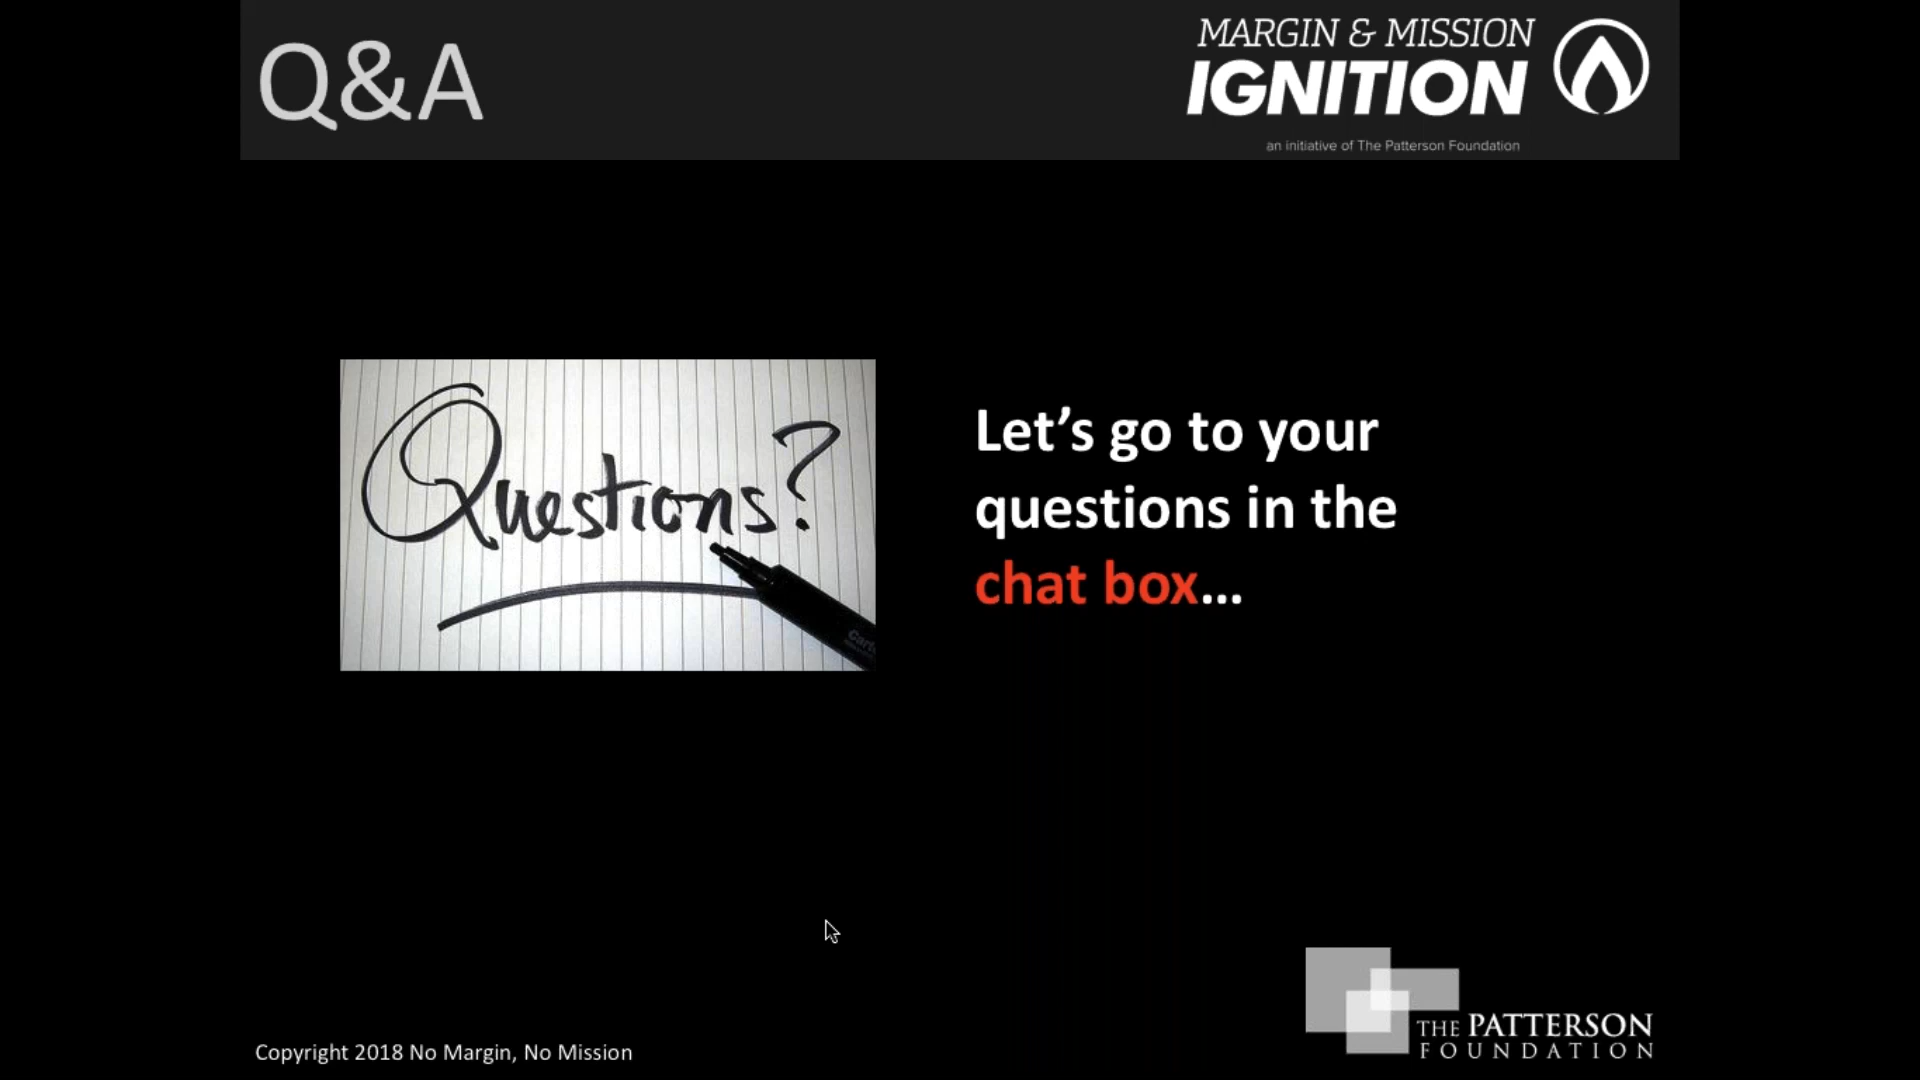 Q&A
MARGIN & MISSION
IGNITION
an initiative of The Patterson Foundation
Questions?
Let’s go to your
questions in the
chat box...
THE PATTERSON
FOUNDATION
Copyright 2018 No Margin, No Mission